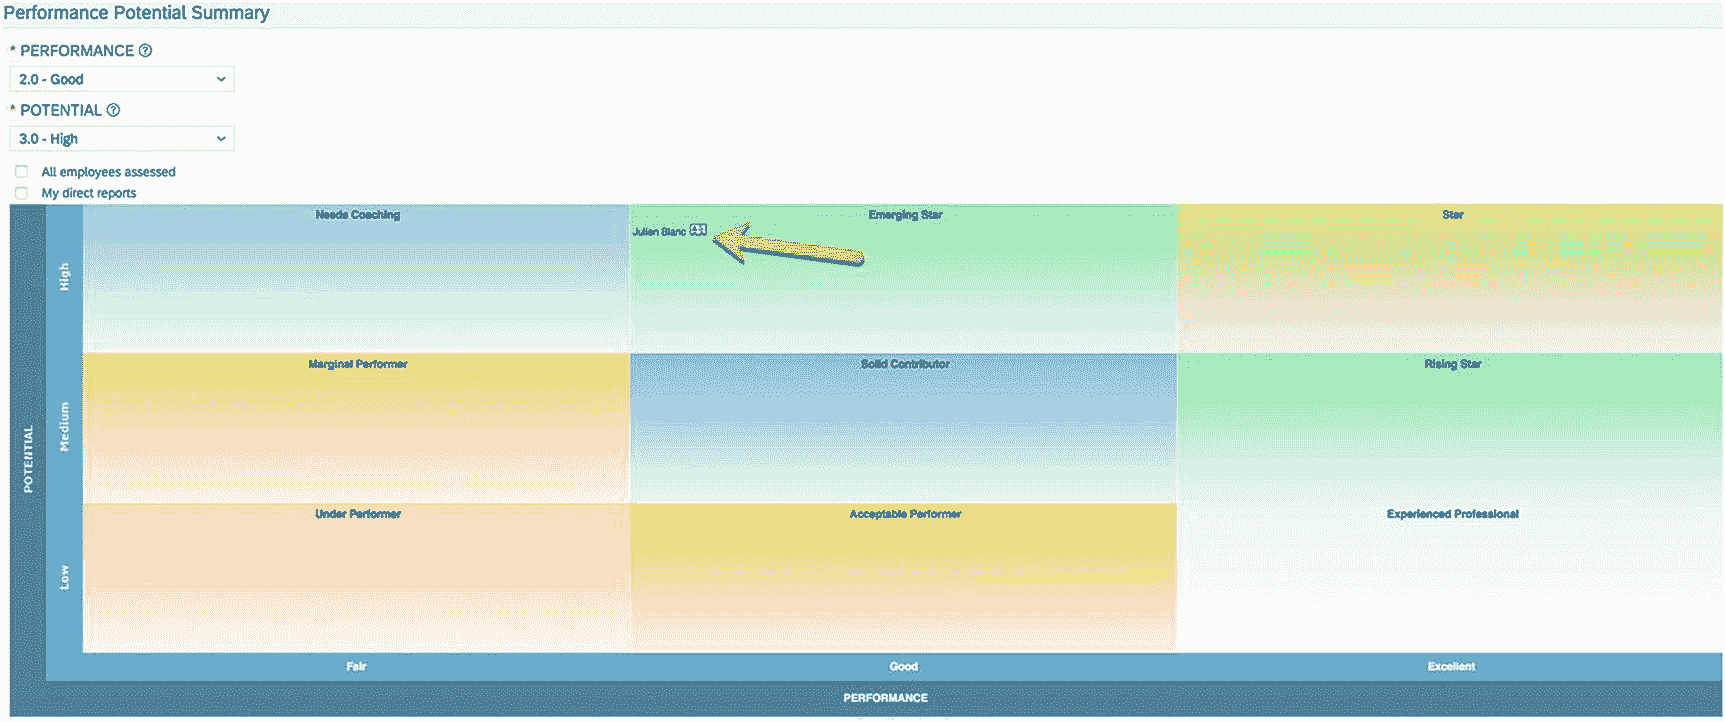 Performance Potential Summary
* PERFORMANCE ?
2.0 - Good
* POTENTIAL ?
3.0 - High
All employees assessed
My direct reports
Needs Coaching
Emerging Star
Star
Julien Blanc
High
Marginal Performer
Solid Contributor
Rising Star
Medium
POTENTIAL
Under Performer
Acceptable Performer
Experienced Professional
Low
Fair
Good
Excellent
PERFORMANCE